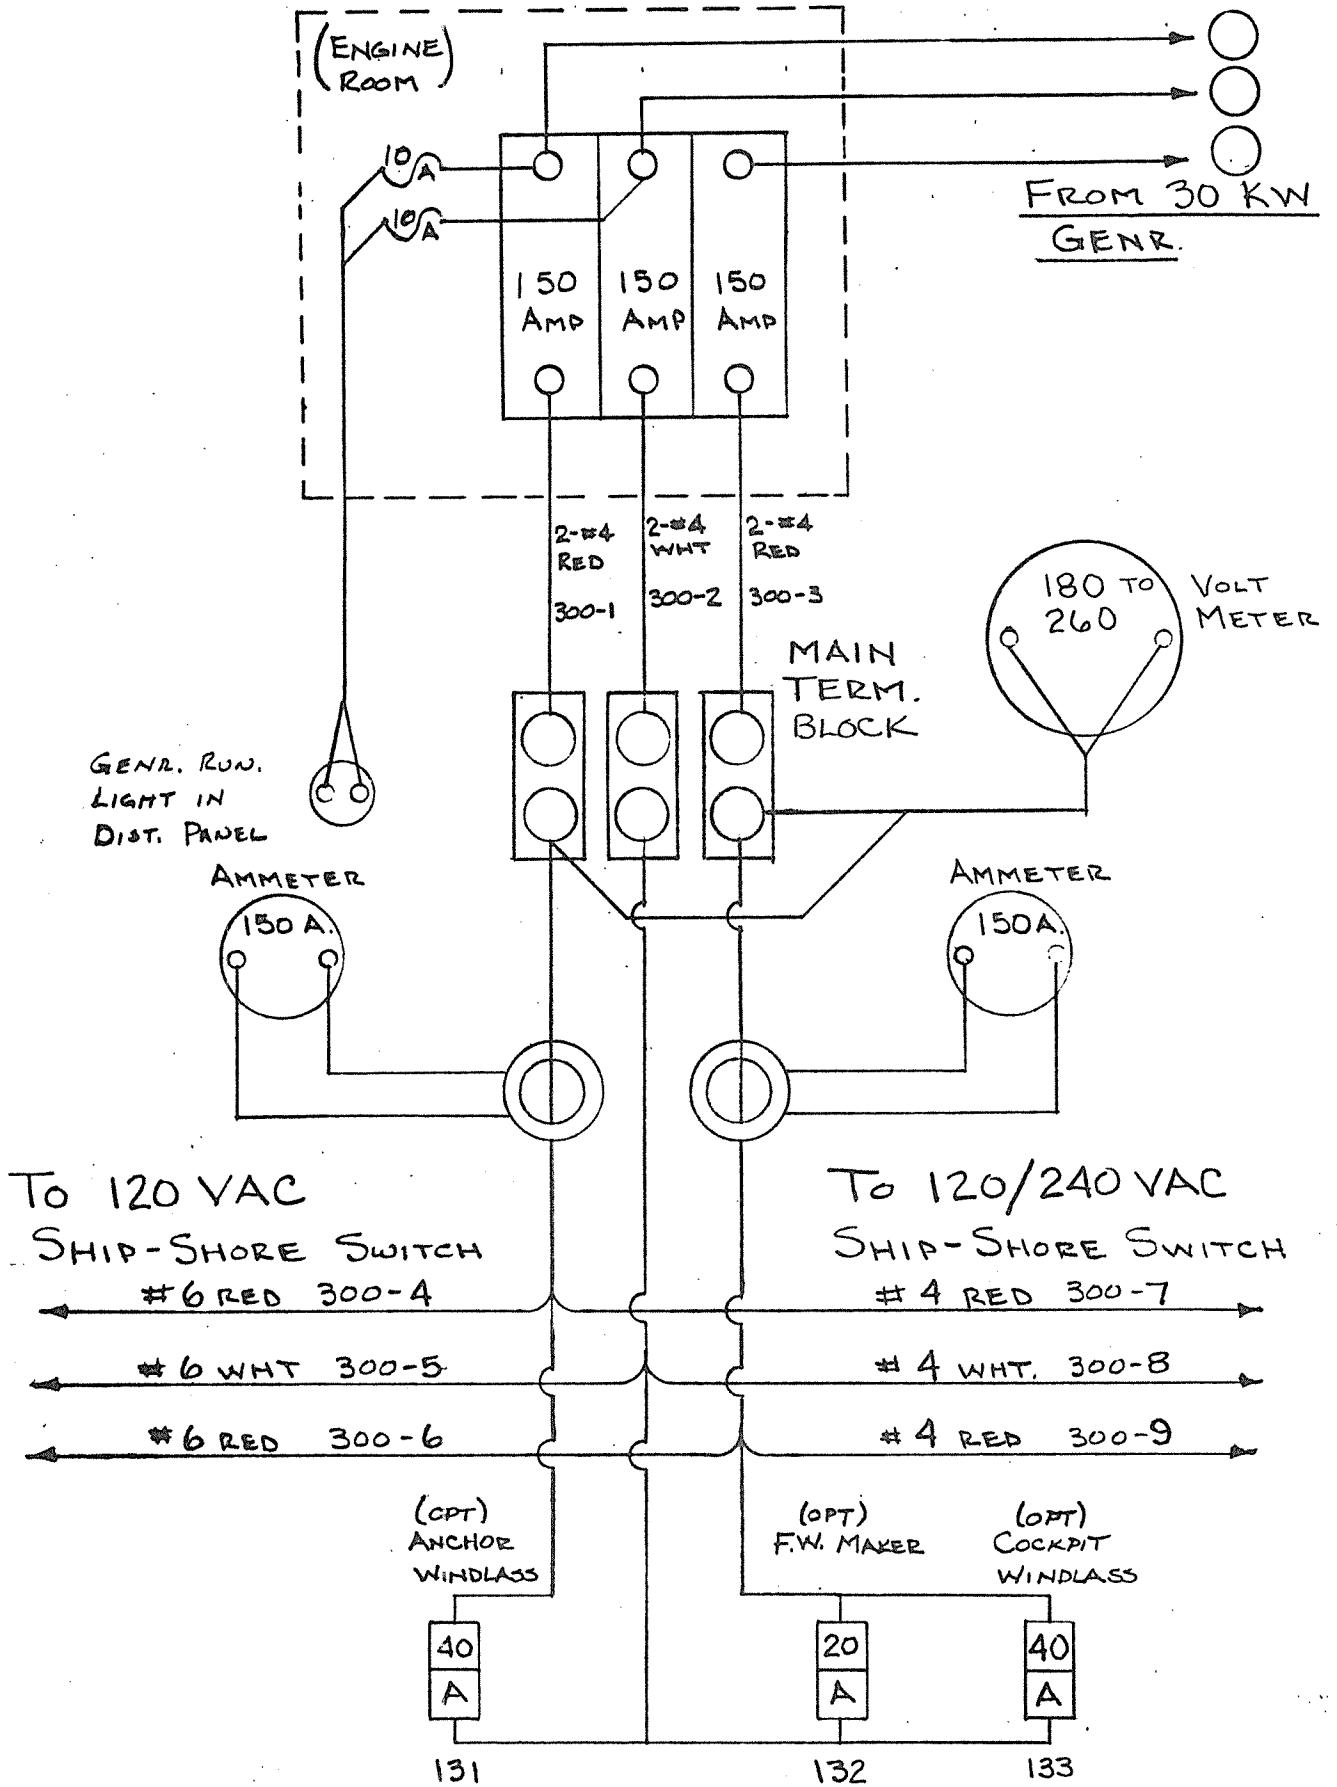 (ENGINE
ROOM)
10
A
10
A
FROM 30 KW
GENR.
150
AMP
150
AMP
150
AMP
2-#4
RED
300-1
2-#4
WHT
300-2
2-#4
RED
300-3
180 TO
260
VOLT
METER
MAIN
TERM.
BLOCK
GENR. RUN.
LIGHT IN
DIST. PANEL
AMMETER
150 A.
AMMETER
150 A.
TO 120 VAC
SHIP-SHORE SWITCH
TO 120/240 VAC
SHIP-SHORE SWITCH
#6 RED 300-4
#4 RED 300-7
#6 WHT 300-5
#4 WHT. 300-8
#6 RED 300-6
#4 RED 300-9
(OPT)
ANCHOR
WINDLASS
(OPT)
F.W. MAKER
(OPT)
COCKPIT
WINDLASS
40
A
20
A
40
A
131
132
133